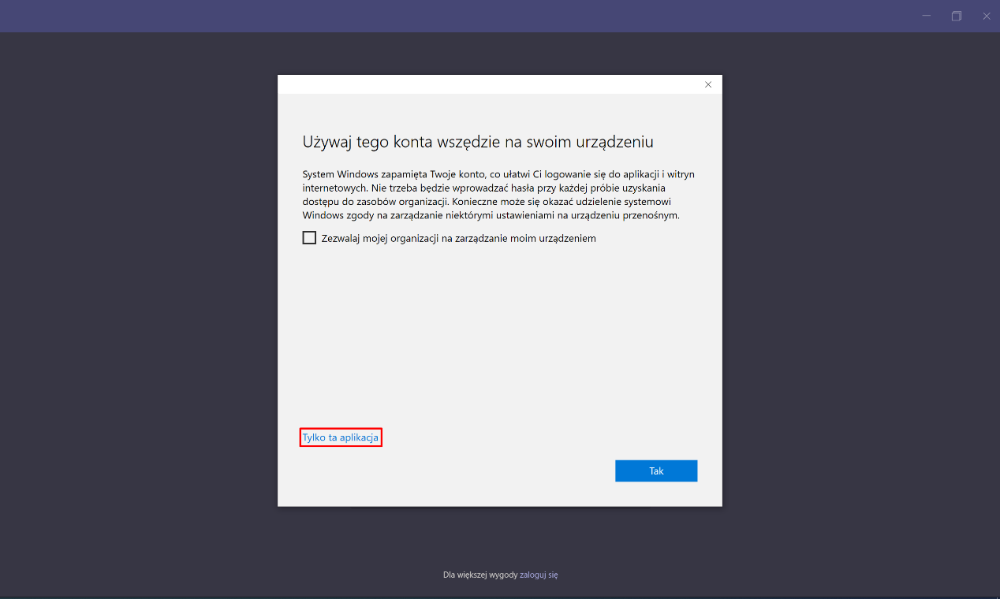 Używaj tego konta wszędzie na swoim urządzeniu
System Windows zapamięta Twoje konto, co ułatwi Ci logowanie się do aplikacji i witryn
internetowych. Nie trzeba będzie wprowadzać hasła przy każdej próbie uzyskania
dostępu do zasobów organizacji. Konieczne może się okazać udzielenie systemowi
Windows zgody na zarządzanie niektórymi ustawieniami na urządzeniu przenośnym.
Zezwalaj mojej organizacji na zarządzanie moim urządzeniem
Tylko ta aplikacja
Tak
Dla większej wygody zaloguj się